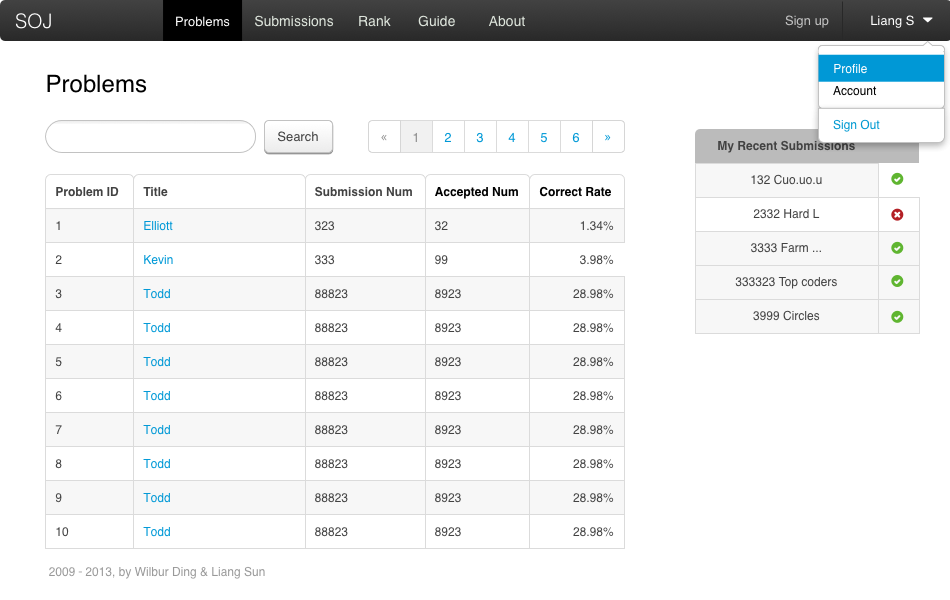 SOJ Problems Submissions Rank Guide About Sign up Liang S
Profile
Account
Sign Out
Problems
Search « 1 2 3 4 5 6 »
Problem ID Title Submission Num Accepted Num Correct Rate
1 Elliott 323 32 1.34%
2 Kevin 333 99 3.98%
3 Todd 88823 8923 28.98%
4 Todd 88823 8923 28.98%
5 Todd 88823 8923 28.98%
6 Todd 88823 8923 28.98%
7 Todd 88823 8923 28.98%
8 Todd 88823 8923 28.98%
9 Todd 88823 8923 28.98%
10 Todd 88823 8923 28.98%
My Recent Submissions
132 Cuo.uo.u
2332 Hard L
3333 Farm ...
333323 Top coders
3999 Circles
2009 - 2013, by Wilbur Ding & Liang Sun